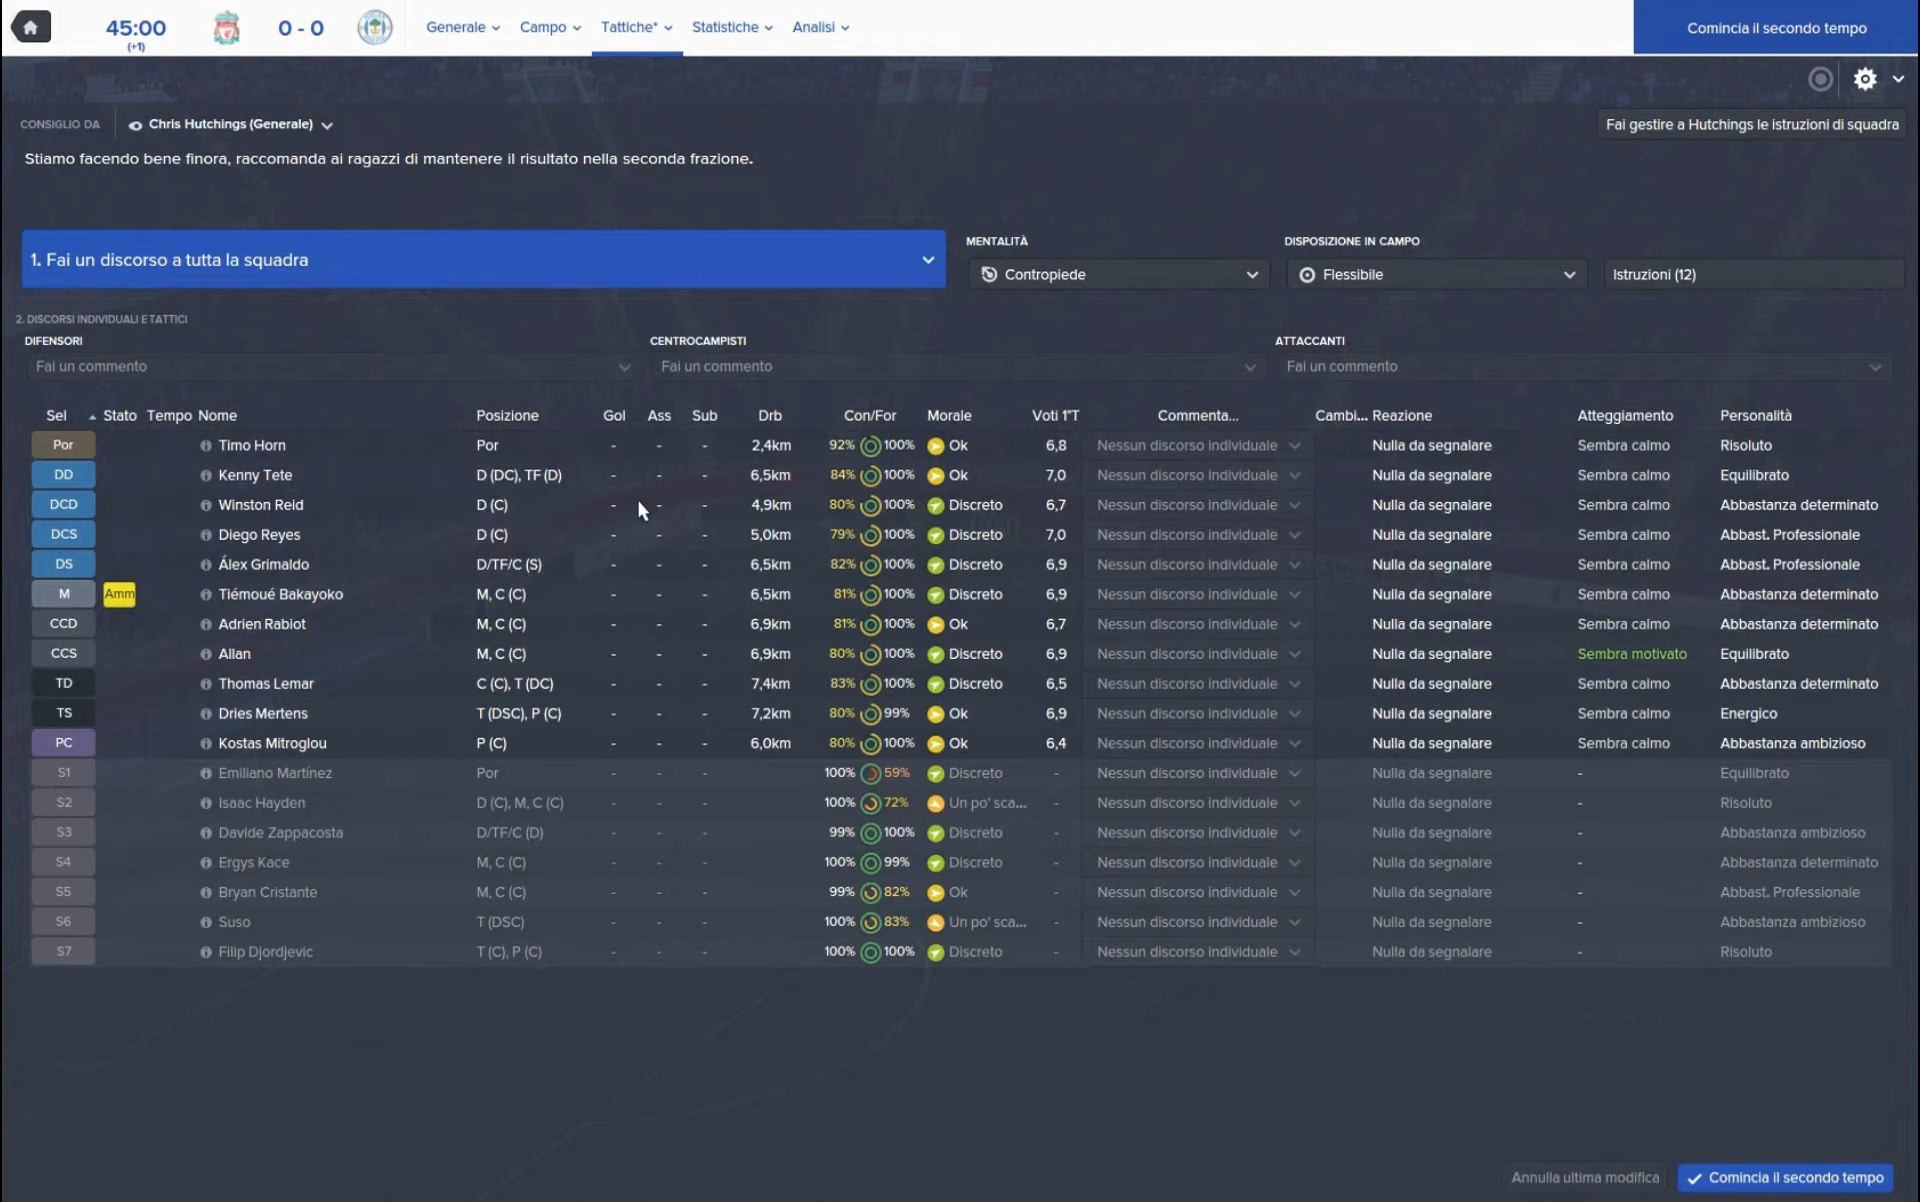 45:00 0 - 0 Generale Campo Tattiche* Statistiche Analisi Comincia il secondo tempo
(+1)
CONSIGLIO DA Chris Hutchings (Generale) Fai gestire a Hutchings le istruzioni di squadra
Stiamo facendo bene finora, raccomanda ai ragazzi di mantenere il risultato nella seconda frazione.
MENTALITÀ DISPOSIZIONE IN CAMPO
1. Fai un discorso a tutta la squadra Contropiede Flessibile Istruzioni (12)
2. DISCORSI INDIVIDUALI E TATTICI
DIFENSORI CENTROCAMPISTI ATTACCANTI
Fai un commento Fai un commento Fai un commento
Sel Stato Tempo Nome Posizione Gol Ass Sub Drb Con/For Morale Voti 1°T Commenta... Cambi... Reazione Atteggiamento Personalità
Por Timo Horn Por - - - 2,4km 92% 100% Ok 6,8 Nessun discorso individuale Nulla da segnalare Sembra calmo Risoluto
DD Kenny Tete D (DC), TF (D) - - - 6,5km 84% 100% Ok 7,0 Nessun discorso individuale Nulla da segnalare Sembra calmo Equilibrato
DCD Winston Reid D (C) - - - 4,9km 80% 100% Discreto 6,7 Nessun discorso individuale Nulla da segnalare Sembra calmo Abbastanza determinato
DCS Diego Reyes D (C) - - - 5,0km 79% 100% Discreto 7,0 Nessun discorso individuale Nulla da segnalare Sembra calmo Abbast. Professionale
DS Álex Grimaldo D/TF/C (S) - - - 6,5km 82% 100% Discreto 6,9 Nessun discorso individuale Nulla da segnalare Sembra calmo Abbast. Professionale
M Amm Tiémoué Bakayoko M, C (C) - - - 6,5km 81% 100% Discreto 6,9 Nessun discorso individuale Nulla da segnalare Sembra calmo Abbastanza determinato
CCD Adrien Rabiot M, C (C) - - - 6,9km 81% 100% Ok 6,7 Nessun discorso individuale Nulla da segnalare Sembra calmo Abbastanza determinato
CCS Allan M, C (C) - - - 6,9km 80% 100% Discreto 6,9 Nessun discorso individuale Nulla da segnalare Sembra motivato Equilibrato
TD Thomas Lemar C (C), T (DC) - - - 7,4km 83% 100% Discreto 6,5 Nessun discorso individuale Nulla da segnalare Sembra calmo Abbastanza determinato
TS Dries Mertens T (DSC), P (C) - - - 7,2km 80% 99% Ok 6,9 Nessun discorso individuale Nulla da segnalare Sembra calmo Energico
PC Kostas Mitroglou P (C) - - - 6,0km 80% 100% Ok 6,4 Nessun discorso individuale Nulla da segnalare Sembra calmo Abbastanza ambizioso
S1 Emiliano Martínez Por - - - 100% 59% Discreto - Nessun discorso individuale Nulla da segnalare - Equilibrato
S2 Isaac Hayden D (C), M, C (C) - - - 100% 72% Un po' sca... - Nessun discorso individuale Nulla da segnalare - Risoluto
S3 Davide Zappacosta D/TF/C (D) - - - 99% 100% Discreto - Nessun discorso individuale Nulla da segnalare - Abbastanza ambizioso
S4 Ergys Kace M, C (C) - - - 100% 99% Discreto - Nessun discorso individuale Nulla da segnalare - Abbastanza determinato
S5 Bryan Cristante M, C (C) - - - 99% 82% Ok - Nessun discorso individuale Nulla da segnalare - Abbast. Professionale
S6 Suso T (DSC) - - - 100% 83% Un po' sca... - Nessun discorso individuale Nulla da segnalare - Abbastanza ambizioso
S7 Filip Djordjevic T (C), P (C) - - - 100% 100% Discreto - Nessun discorso individuale Nulla da segnalare - Risoluto
Annulla ultima modifica Comincia il secondo tempo